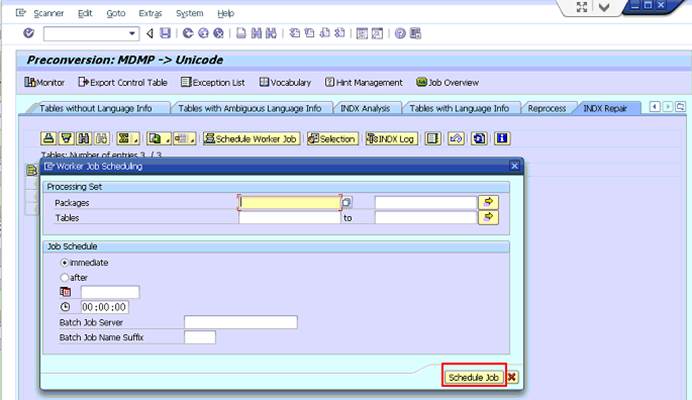 Scanner Edit Goto Extras System Help
Preconversion: MDMP -> Unicode
Monitor Export Control Table Exception List Vocabulary Hint Management Job Overview
Tables without Language Info Tables with Ambiguous Language Info INDX Analysis Tables with Language Info Reprocess INDX Repair
Schedule Worker Job Selection INDX Log
Tables: Number of entries 3 / 3
Worker Job Scheduling
Processing Set
Packages
Tables to
Job Schedule
immediate
after
00:00:00
Batch Job Server
Batch Job Name Suffix
Schedule Job